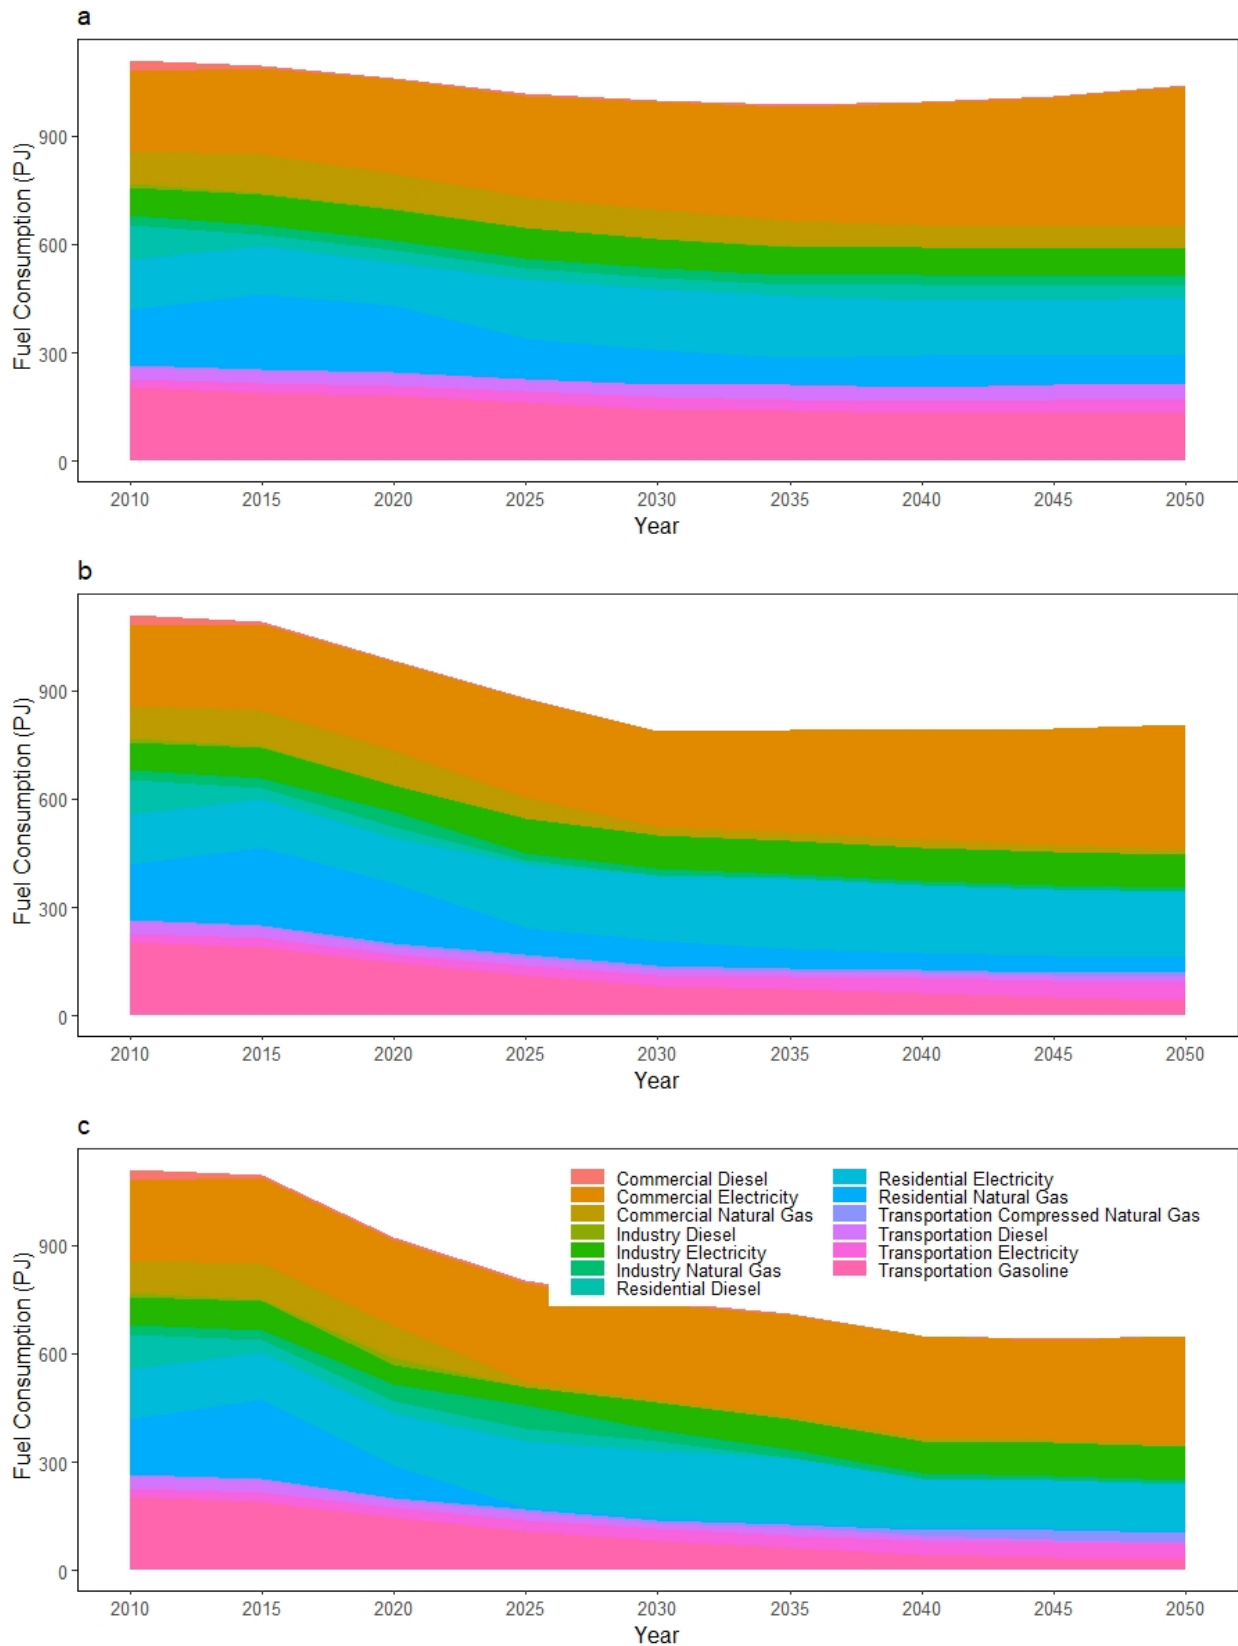 a
Fuel Consumption (PJ)
900
600
300
0
2010 2015 2020 2025 2030 2035 2040 2045 2050
Year
b
Fuel Consumption (PJ)
900
600
300
0
2010 2015 2020 2025 2030 2035 2040 2045 2050
Year
c
Fuel Consumption (PJ)
900
600
300
0
Commercial Diesel
Commercial Electricity
Commercial Natural Gas
Industry Diesel
Industry Electricity
Industry Natural Gas
Residential Diesel
Residential Electricity
Residential Natural Gas
Transportation Compressed Natural Gas
Transportation Diesel
Transportation Electricity
Transportation Gasoline
2010 2015 2020 2025 2030 2035 2040 2045 2050
Year